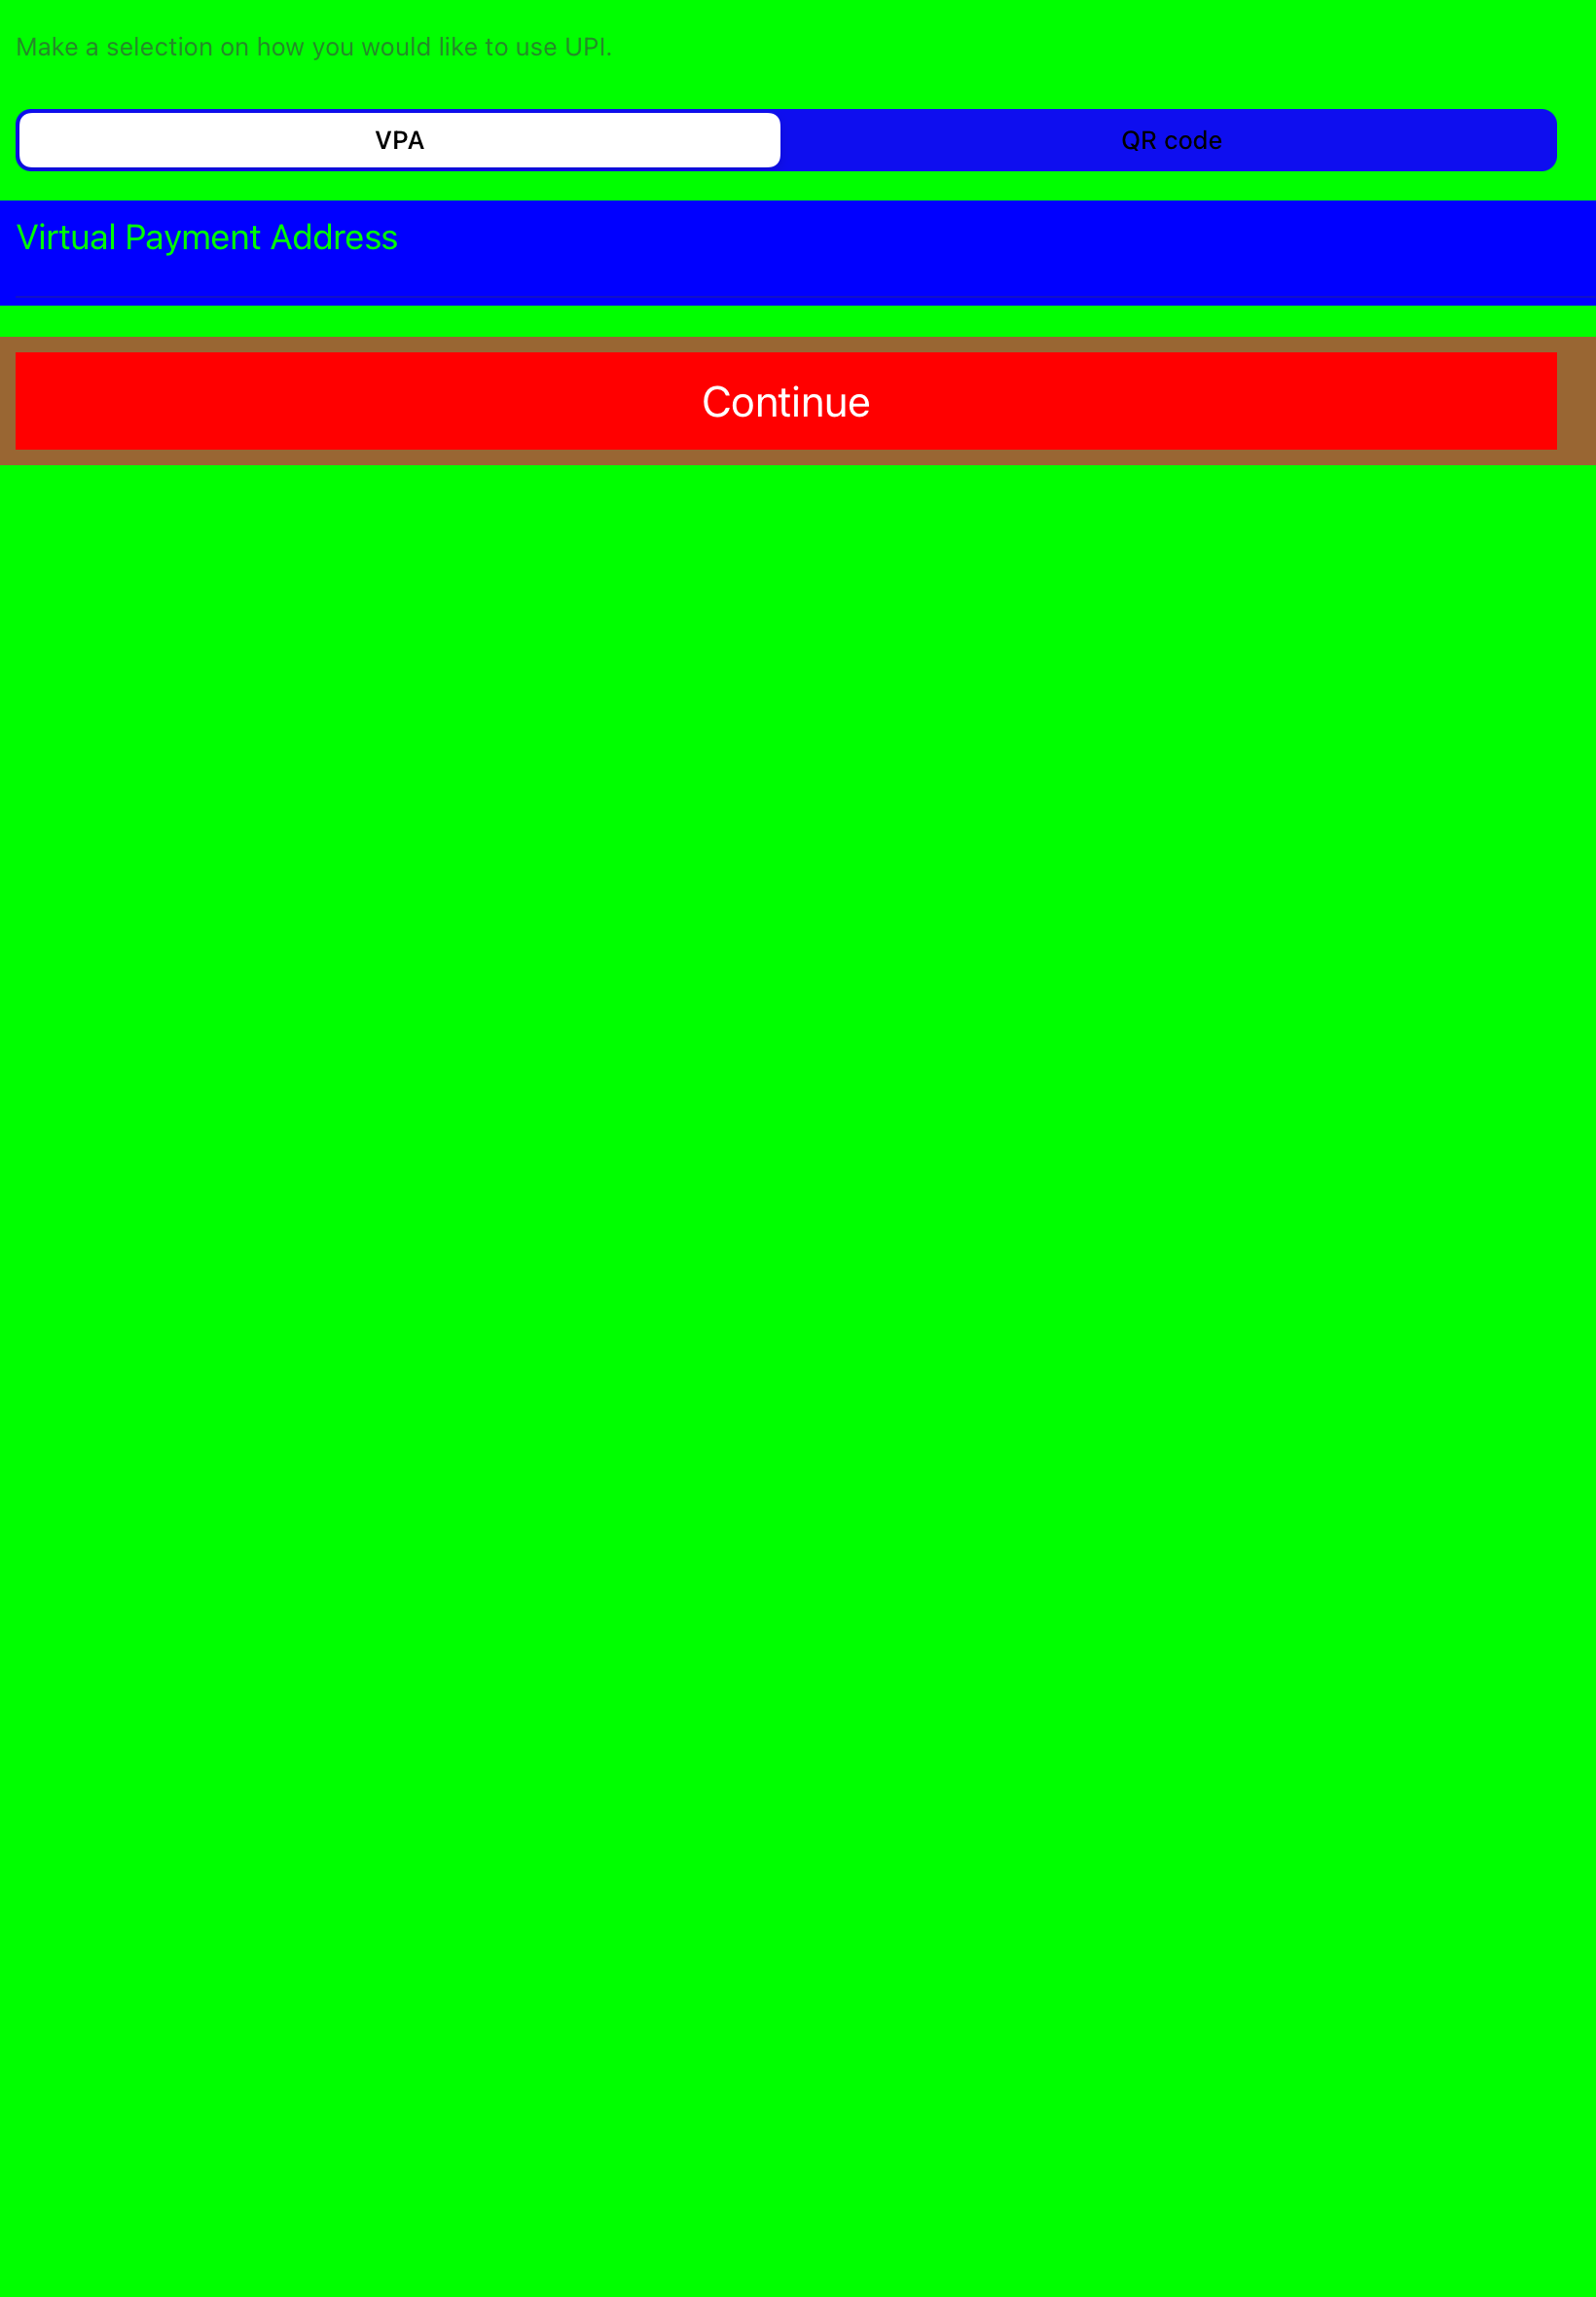 Make a selection on how you would like to use UPI.
VPA
QR code
Virtual Payment Address
Continue